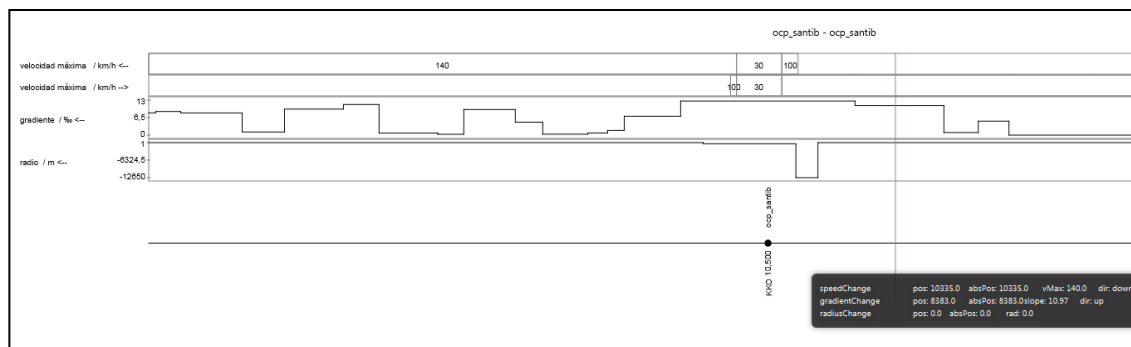 ocp_santib - ocp_santib
velocidad máxima / km/h <-- 140 30 100
velocidad máxima / km/h --> 100 30
13
gradiente / ‰ <-- 6,5
0
1
radio / m <-- -6324,5
-12650
ocp_santib
KKO 10,500
speedChange pos: 10335.0 absPos: 10335.0 vMax: 140.0 dir: down
gradientChange pos: 8383.0 absPos: 8383.0slope: 10.97 dir: up
radiusChange pos: 0.0 absPos: 0.0 rad: 0.0